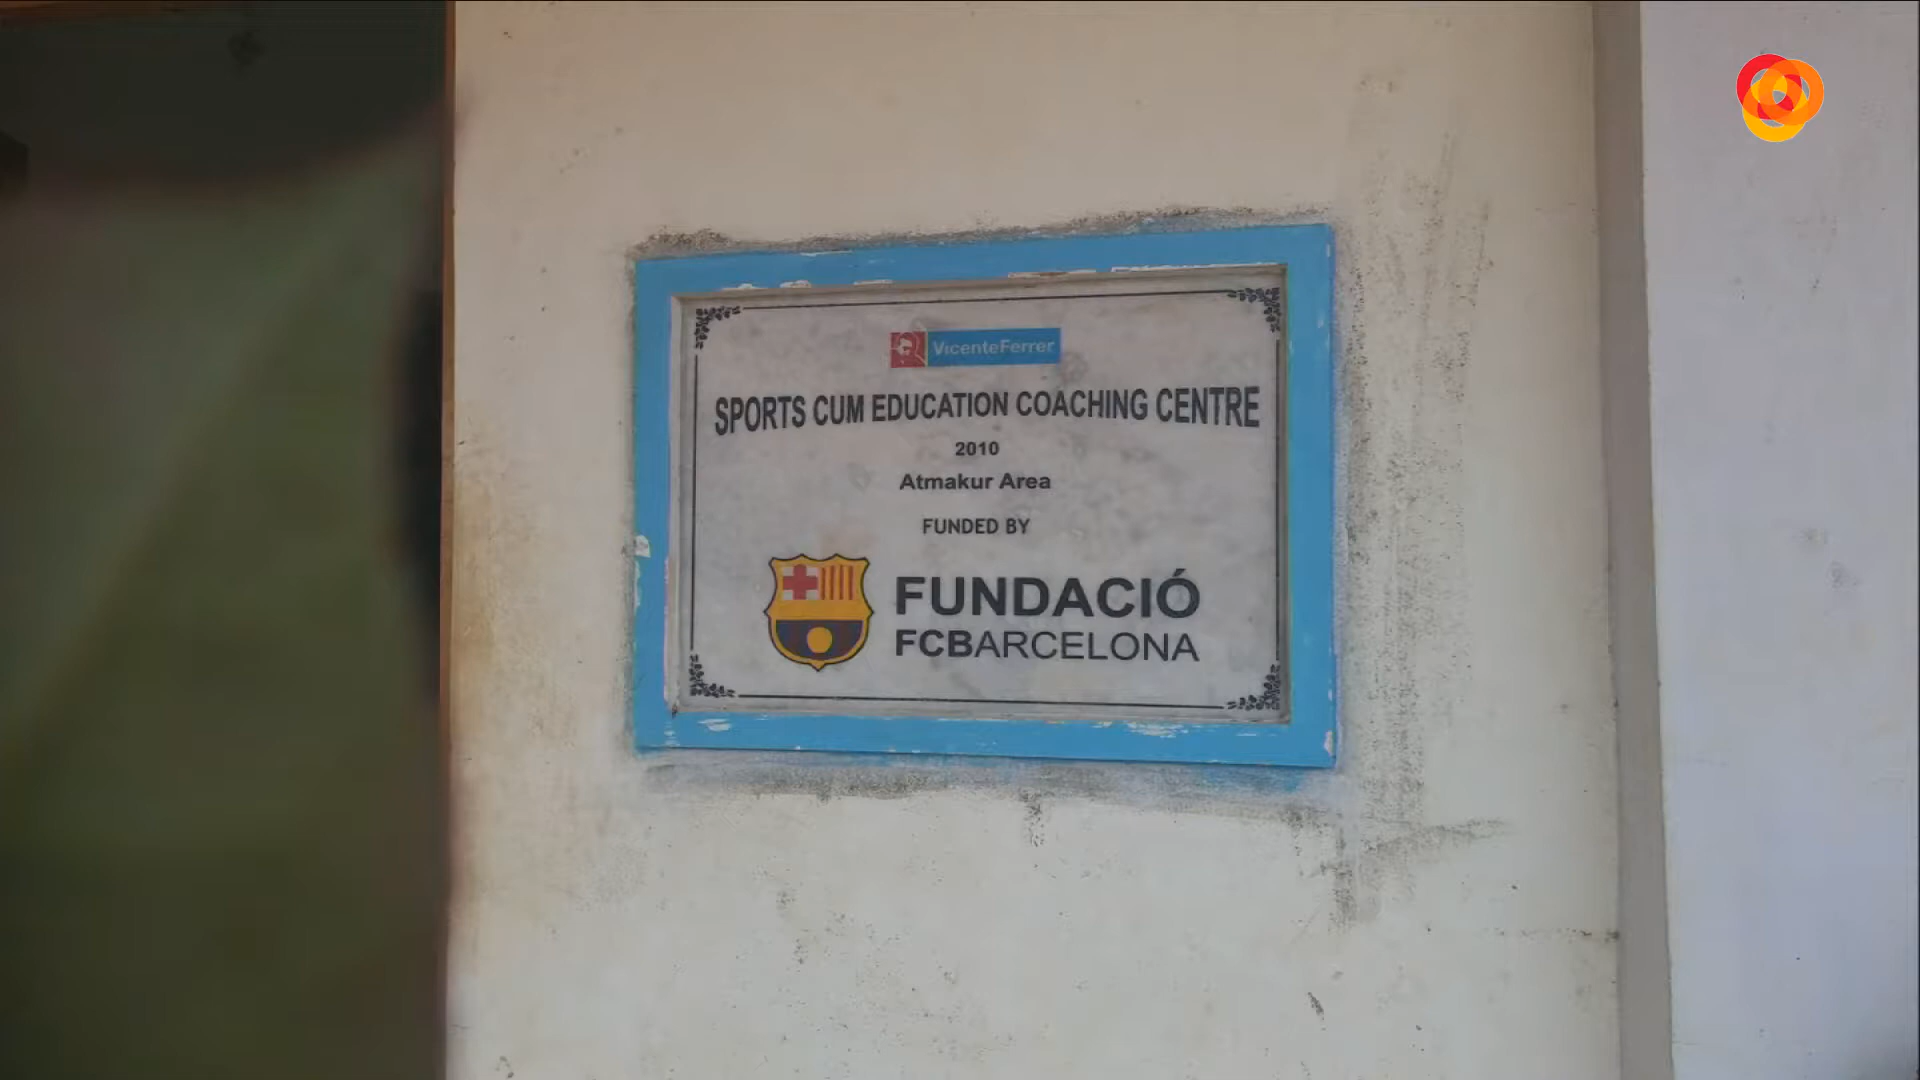 VicenteFerrer
SPORTS CUM EDUCATION COACHING CENTRE
2010
Atmakur Area
FUNDED BY
FUNDACIÓ
FCBARCELONA